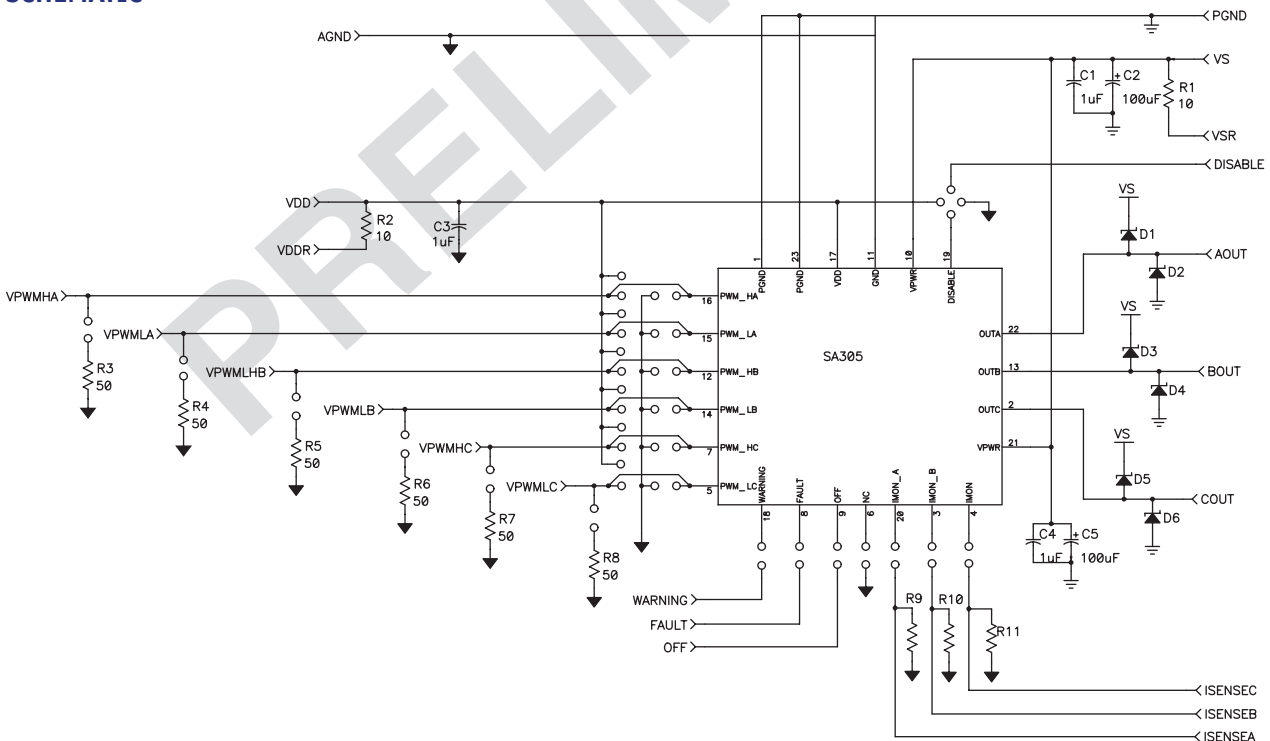 SCHEMATIC
PRELIM
PGND
AGND
VS
C1
1uF
+ C2
100uF
R1
10
VSR
DISABLE
VDD
R2
10
C3
1uF
VDDR
VS
D1
AOUT
D2
1
23
17
11
10
19
PGND
PGND
VDD
GND
VPWR
DISABLE
VPWMHA
16
PWM_HA
VPWMLA
15
PWM_LA
OUTA
22
VS
R3
50
SA305
D3
VPWMLHB
12
PWM_HB
OUTB
13
BOUT
R4
50
D4
VPWMLB
14
PWM_LB
OUTC
2
R5
50
VPWMHC
7
PWM_HC
VPWR
21
VS
R6
50
D5
VPWMLC
5
PWM_LC
COUT
WARNING
FAULT
OFF
NC
IMON_A
IMON_B
IMON
18
8
9
6
20
3
4
D6
R7
50
C4
1uF
+ C5
100uF
R8
50
WARNING
R9
R10
R11
FAULT
OFF
ISENSEC
ISENSEB
ISENSEA